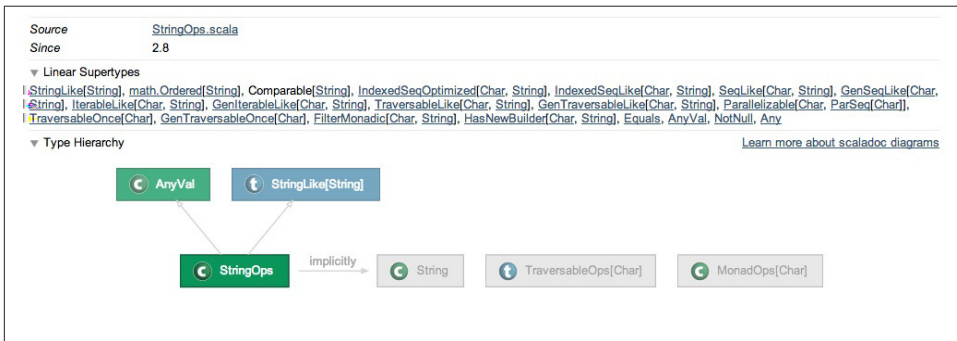 Source StringOps.scala
Since 2.8
Linear Supertypes
StringLike[String], math.Ordered[String], Comparable[String], IndexedSeqOptimized[Char, String], IndexedSeqLike[Char, String], SeqLike[Char, String], GenSeqLike[Char,
String], IterableLike[Char, String], GenIterableLike[Char, String], TraversableLike[Char, String], GenTraversableLike[Char, String], Parallelizable[Char, ParSeq[Char]],
TraversableOnce[Char], GenTraversableOnce[Char], FilterMonadic[Char, String], HasNewBuilder[Char, String], Equals, AnyVal, NotNull, Any
Type Hierarchy Learn more about scaladoc diagrams
C AnyVal t StringLike[String]
C StringOps implicitly C String t TraversableOps[Char] C MonadOps[Char]